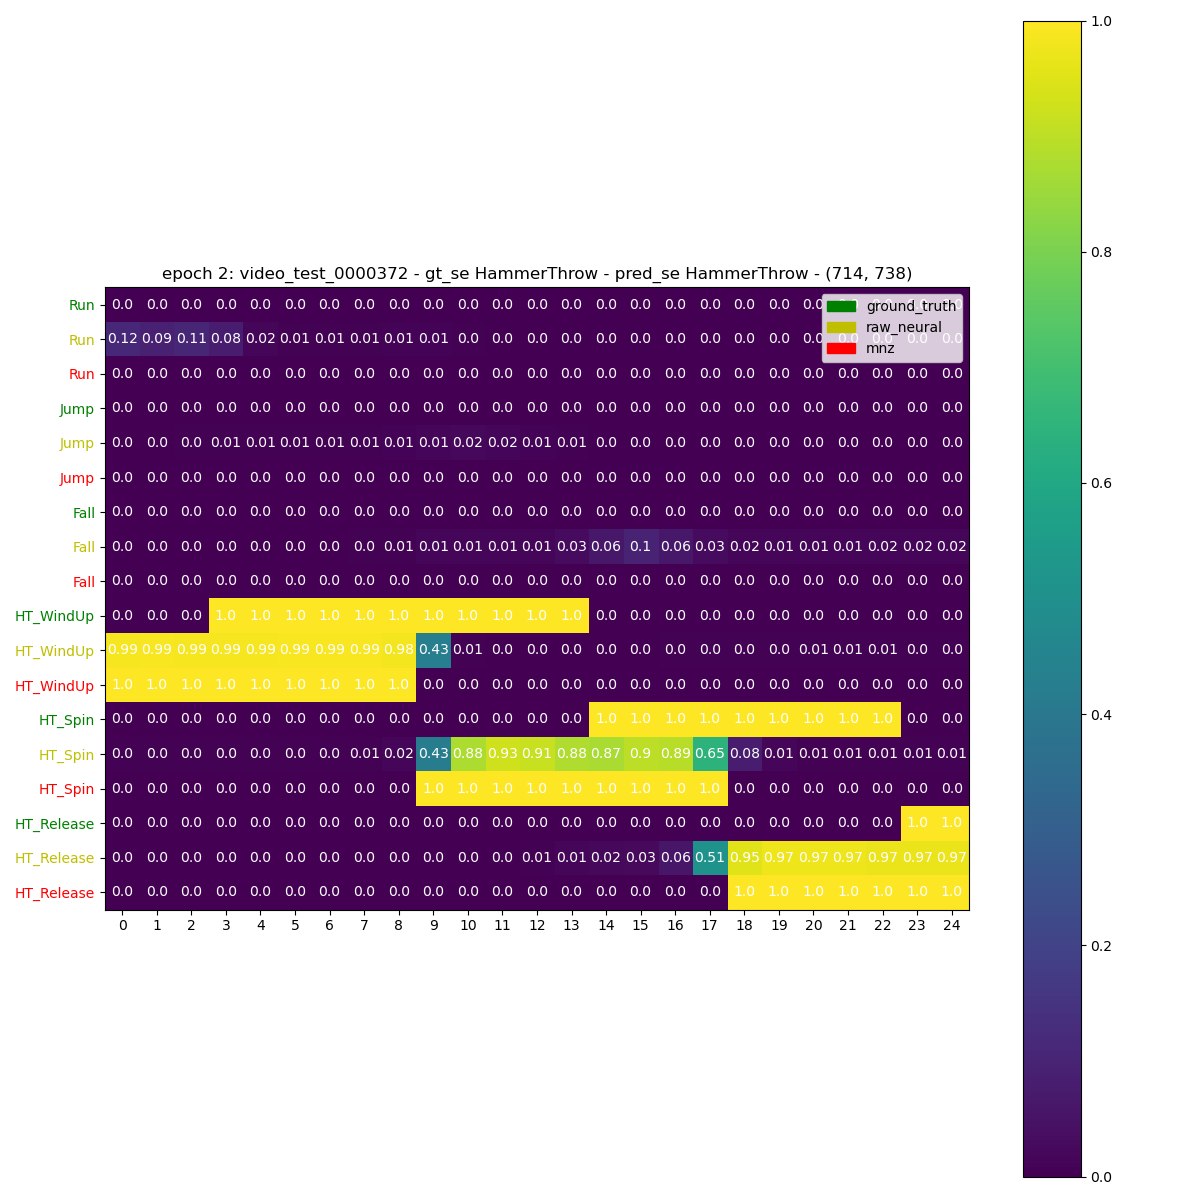 epoch 2: video_test_0000372 - gt_se HammerThrow - pred_se HammerThrow - (714, 738)
Run 0.0 0.0 0.0 0.0 0.0 0.0 0.0 0.0 0.0 0.0 0.0 0.0 0.0 0.0 0.0 0.0 0.0 0.0 0.0 0.0 0.0 0.0 0.0 0.0 0.0
Run 0.12 0.09 0.11 0.08 0.02 0.01 0.01 0.01 0.01 0.01 0.0 0.0 0.0 0.0 0.0 0.0 0.0 0.0 0.0 0.0 0.0 0.0 0.0 0.0 0.0
Run 0.0 0.0 0.0 0.0 0.0 0.0 0.0 0.0 0.0 0.0 0.0 0.0 0.0 0.0 0.0 0.0 0.0 0.0 0.0 0.0 0.0 0.0 0.0 0.0 0.0
Jump 0.0 0.0 0.0 0.0 0.0 0.0 0.0 0.0 0.0 0.0 0.0 0.0 0.0 0.0 0.0 0.0 0.0 0.0 0.0 0.0 0.0 0.0 0.0 0.0 0.0
Jump 0.0 0.0 0.0 0.01 0.01 0.01 0.01 0.01 0.01 0.01 0.02 0.02 0.01 0.01 0.0 0.0 0.0 0.0 0.0 0.0 0.0 0.0 0.0 0.0 0.0
Jump 0.0 0.0 0.0 0.0 0.0 0.0 0.0 0.0 0.0 0.0 0.0 0.0 0.0 0.0 0.0 0.0 0.0 0.0 0.0 0.0 0.0 0.0 0.0 0.0 0.0
Fall 0.0 0.0 0.0 0.0 0.0 0.0 0.0 0.0 0.0 0.0 0.0 0.0 0.0 0.0 0.0 0.0 0.0 0.0 0.0 0.0 0.0 0.0 0.0 0.0 0.0
Fall 0.0 0.0 0.0 0.0 0.0 0.0 0.0 0.0 0.01 0.01 0.01 0.01 0.01 0.03 0.06 0.1 0.06 0.03 0.02 0.01 0.01 0.01 0.02 0.02 0.02
Fall 0.0 0.0 0.0 0.0 0.0 0.0 0.0 0.0 0.0 0.0 0.0 0.0 0.0 0.0 0.0 0.0 0.0 0.0 0.0 0.0 0.0 0.0 0.0 0.0 0.0
HT_WindUp 0.0 0.0 0.0 1.0 1.0 1.0 1.0 1.0 1.0 1.0 1.0 1.0 1.0 1.0 0.0 0.0 0.0 0.0 0.0 0.0 0.0 0.0 0.0 0.0 0.0
HT_WindUp 0.99 0.99 0.99 0.99 0.99 0.99 0.99 0.99 0.98 0.43 0.01 0.0 0.0 0.0 0.0 0.0 0.0 0.0 0.0 0.0 0.01 0.01 0.01 0.0 0.0
HT_WindUp 1.0 1.0 1.0 1.0 1.0 1.0 1.0 1.0 1.0 0.0 0.0 0.0 0.0 0.0 0.0 0.0 0.0 0.0 0.0 0.0 0.0 0.0 0.0 0.0 0.0
HT_Spin 0.0 0.0 0.0 0.0 0.0 0.0 0.0 0.0 0.0 0.0 0.0 0.0 0.0 0.0 1.0 1.0 1.0 1.0 1.0 1.0 1.0 1.0 1.0 0.0 0.0
HT_Spin 0.0 0.0 0.0 0.0 0.0 0.0 0.0 0.01 0.02 0.43 0.88 0.93 0.91 0.88 0.87 0.9 0.89 0.65 0.08 0.01 0.01 0.01 0.01 0.01 0.01
HT_Spin 0.0 0.0 0.0 0.0 0.0 0.0 0.0 0.0 0.0 1.0 1.0 1.0 1.0 1.0 1.0 1.0 1.0 1.0 0.0 0.0 0.0 0.0 0.0 0.0 0.0
HT_Release 0.0 0.0 0.0 0.0 0.0 0.0 0.0 0.0 0.0 0.0 0.0 0.0 0.0 0.0 0.0 0.0 0.0 0.0 0.0 0.0 0.0 0.0 0.0 1.0 1.0
HT_Release 0.0 0.0 0.0 0.0 0.0 0.0 0.0 0.0 0.0 0.0 0.0 0.0 0.01 0.01 0.02 0.03 0.06 0.51 0.95 0.97 0.97 0.97 0.97 0.97 0.97
HT_Release 0.0 0.0 0.0 0.0 0.0 0.0 0.0 0.0 0.0 0.0 0.0 0.0 0.0 0.0 0.0 0.0 0.0 0.0 1.0 1.0 1.0 1.0 1.0 1.0 1.0
0 1 2 3 4 5 6 7 8 9 10 11 12 13 14 15 16 17 18 19 20 21 22 23 24
ground_truth
raw_neural
mnz
1.0
0.8
0.6
0.4
0.2
0.0